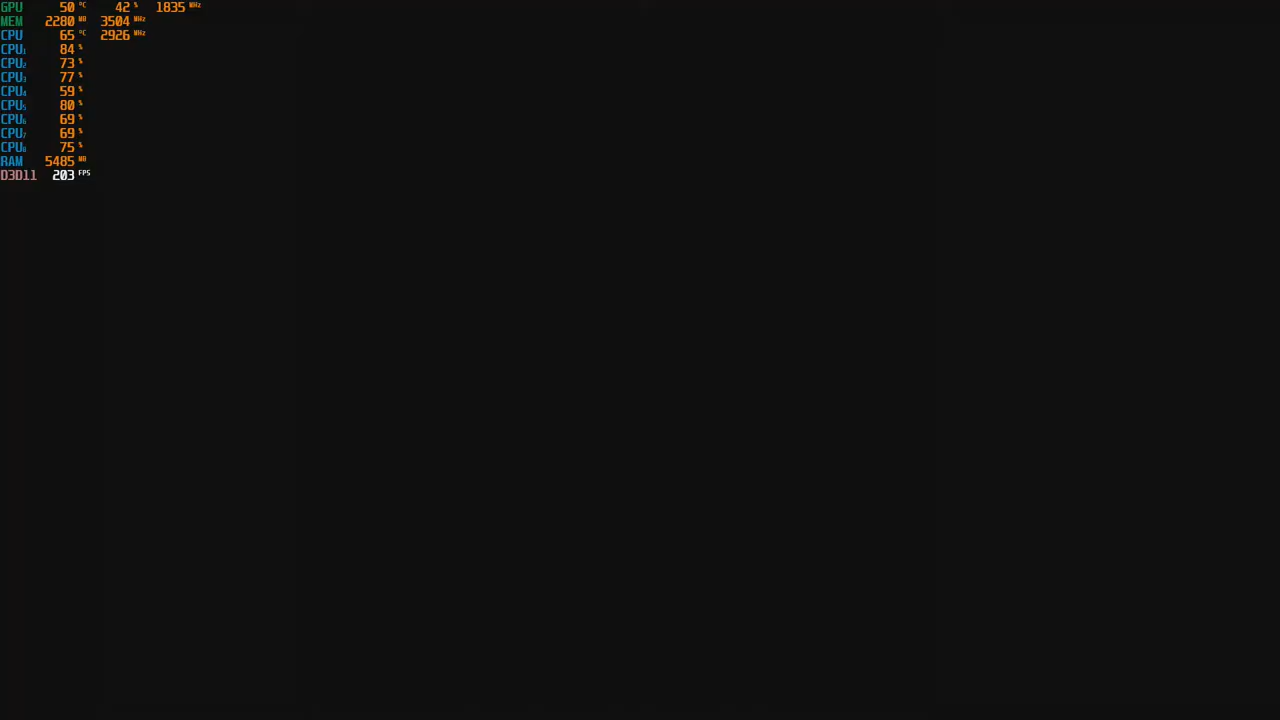 GPU 50 °C 42 % 1835 MHz
MEM 2280 MB 3504 MHz
CPU 65 °C 2926 MHz
CPU1 84 %
CPU2 73 %
CPU3 77 %
CPU4 59 %
CPU5 80 %
CPU6 69 %
CPU7 69 %
CPU8 75 %
RAM 5485 MB
D3D11 203 FPS